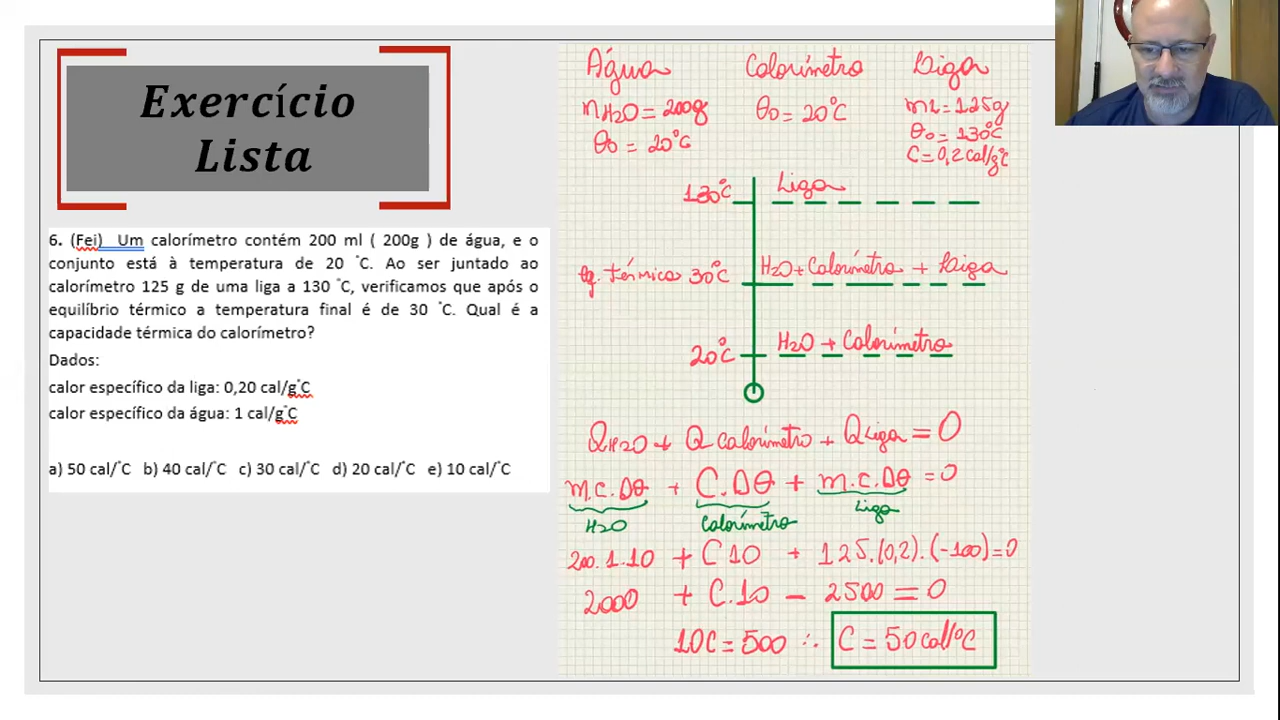 Exercício
Lista
6. (Fei) Um calorímetro contém 200 ml ( 200g ) de água, e o
conjunto está à temperatura de 20 °C. Ao ser juntado ao
calorímetro 125 g de uma liga a 130 °C, verificamos que após o
equilíbrio térmico a temperatura final é de 30 °C. Qual é a
capacidade térmica do calorímetro?
Dados:
calor específico da liga: 0,20 cal/g°C
calor específico da água: 1 cal/g°C
a) 50 cal/°C b) 40 cal/°C c) 30 cal/°C d) 20 cal/°C e) 10 cal/°C
Água Calorímetro Liga
mH2O = 200g θo = 20°C mL = 125g
θo = 20°C θo = 130°C
C = 0,2 cal/g°C
130°C Liga
Eq. térmico 30°C H2O + Calorímetro + Liga
20°C H2O + Calorímetro
QH2O + Q calorímetro + QLiga = 0
m.c.Δθ + C.Δθ + m.c.Δθ = 0
H2O Calorímetro Liga
200.1.10 + C 10 + 125.(0,2).(-100) = 0
2000 + C.10 - 2500 = 0
10C = 500 ∴ C = 50 cal/°C